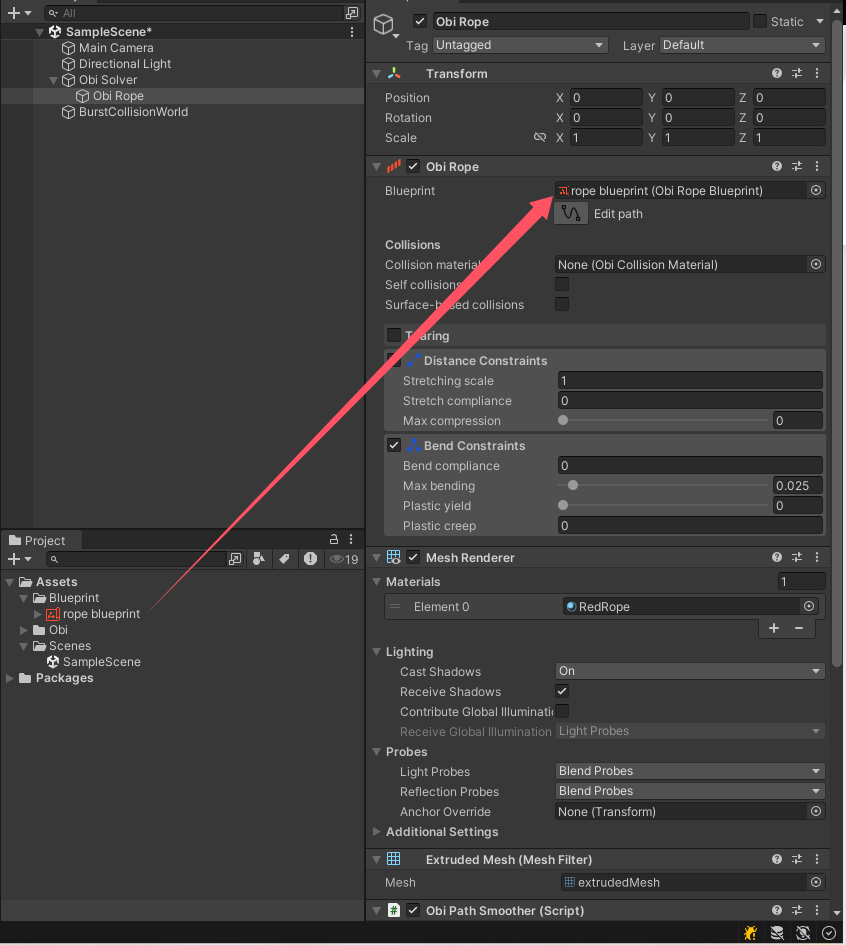 All
SampleScene*
Main Camera
Directional Light
Obi Solver
Obi Rope
BurstCollisionWorld
Project
19
Assets
Blueprint
rope blueprint
Obi
Scenes
SampleScene
Packages
Obi Rope Static
Tag Untagged Layer Default
Transform
Position X 0 Y 0 Z 0
Rotation X 0 Y 0 Z 0
Scale X 1 Y 1 Z 1
Obi Rope
Blueprint rope blueprint (Obi Rope Blueprint)
Edit path
Collisions
Collision material None (Obi Collision Material)
Self collisions
Surface-based collisions
Tearing
Distance Constraints
Stretching scale 1
Stretch compliance 0
Max compression 0
Bend Constraints
Bend compliance 0
Max bending 0.025
Plastic yield 0
Plastic creep 0
Mesh Renderer
Materials 1
Element 0 RedRope
Lighting
Cast Shadows On
Receive Shadows
Contribute Global Illuminati
Receive Global Illumination Light Probes
Probes
Light Probes Blend Probes
Reflection Probes Blend Probes
Anchor Override None (Transform)
Additional Settings
Extruded Mesh (Mesh Filter)
Mesh extrudedMesh
# Obi Path Smoother (Script)